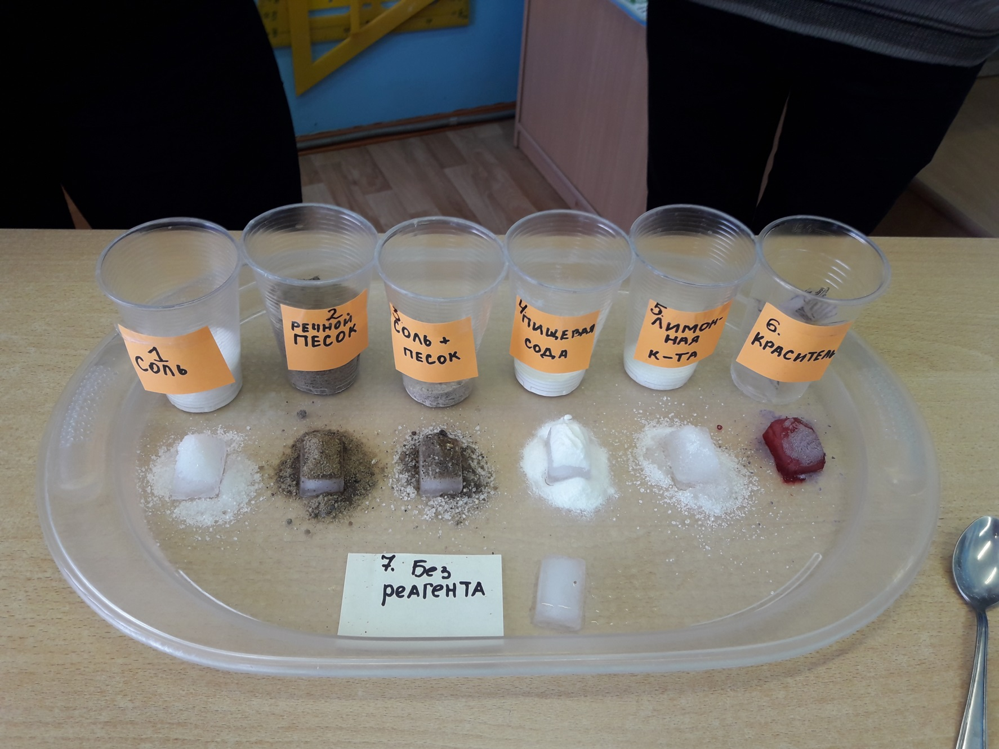 1
СОЛЬ
2.
РЕЧНОЙ
ПЕСОК
3.
СОЛЬ +
ПЕСОК
4. ПИЩЕВАЯ
СОДА
5.
ЛИМОН-
НАЯ
К-ТА
6.
КРАСИТЕЛЬ
7. Без
реАГЕНТА